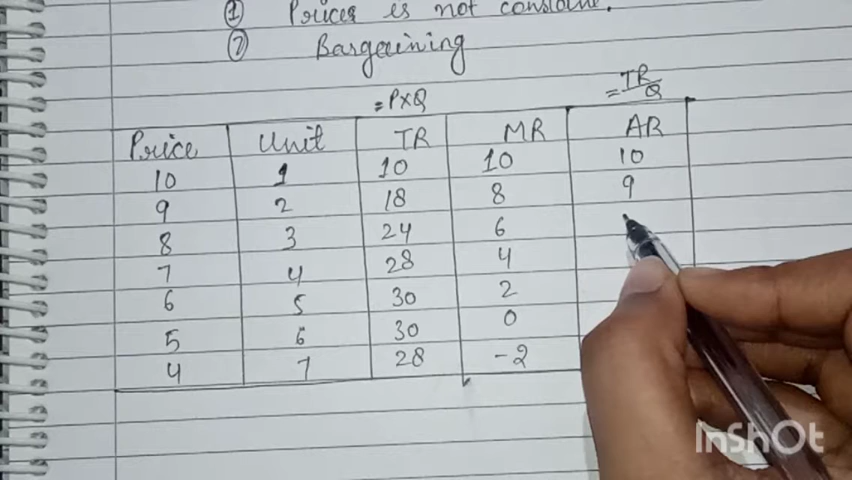 ① Prices is not constant.
② Bargaining
= P×Q = TR/Q
Price Unit TR MR AR
10 1 10 10 10
9 2 18 8 9
8 3 24 6
7 4 28 4
6 5 30 2
5 6 30 0
4 7 28 -2
InShOt